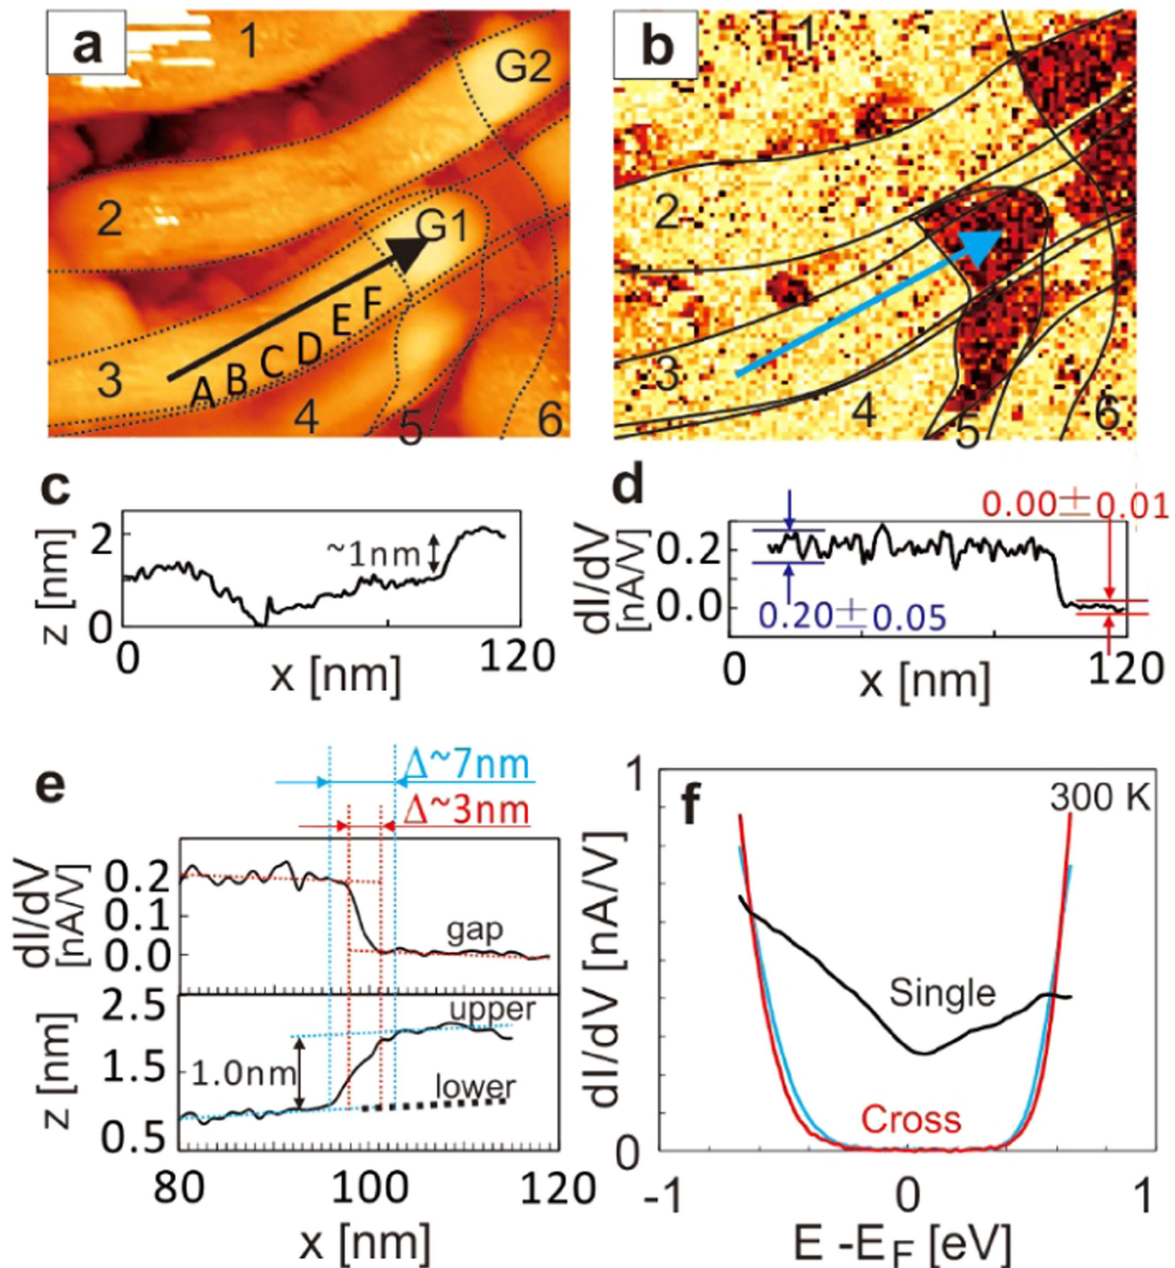 a
1
G2
2
G1
A B C D E F
3
4
5
6
b
1
2
3
4
5
6
c
z [nm]
2
0
~1nm
0
120
x [nm]
d
dI/dV
[nA/V]
0.2
0.0
0.00±0.01
0.20±0.05
0
120
x [nm]
e
Δ~7nm
Δ~3nm
dI/dV
[nA/V]
0.2
0.1
0.0
gap
z [nm]
2.5
1.5
0.5
upper
1.0nm
lower
80
100
120
x [nm]
f
300 K
dI/dV [nA/V]
1
0
Single
Cross
-1
0
1
E -EF [eV]